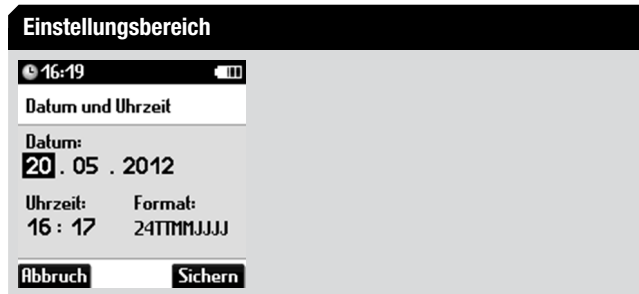 Einstellungsbereich
16:19
Datum und Uhrzeit
Datum:
20 . 05 . 2012
Uhrzeit: Format:
16 : 17 24TTMMJJJJ
Abbruch Sichern